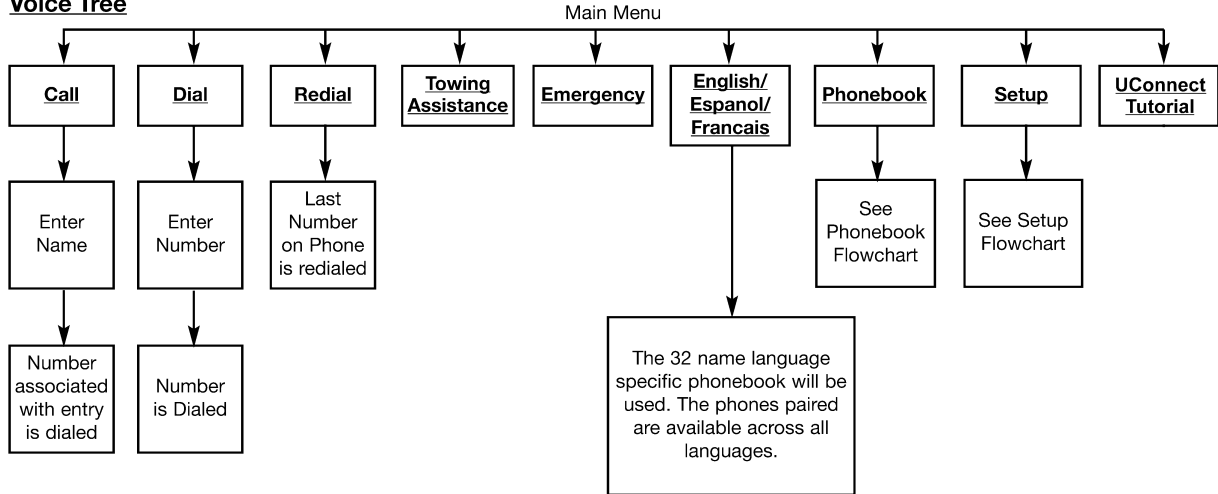 Voice Tree
Main Menu
Call
Dial
Redial
Towing
Assistance
Emergency
English/
Espanol/
Francais
Phonebook
Setup
UConnect
Tutorial
Enter
Name
Enter
Number
Last
Number
on Phone
is redialed
See
Phonebook
Flowchart
See Setup
Flowchart
Number
associated
with entry
is dialed
Number
is Dialed
The 32 name language
specific phonebook will be
used. The phones paired
are available across all
languages.